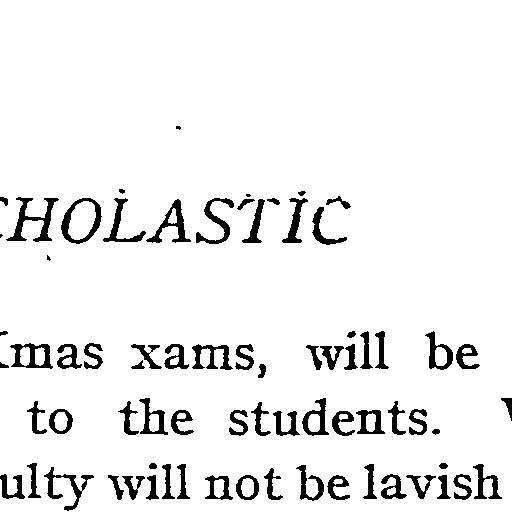 CHOLASTIC
Xmas xams, will be
to the students.
ulty will not be lavish